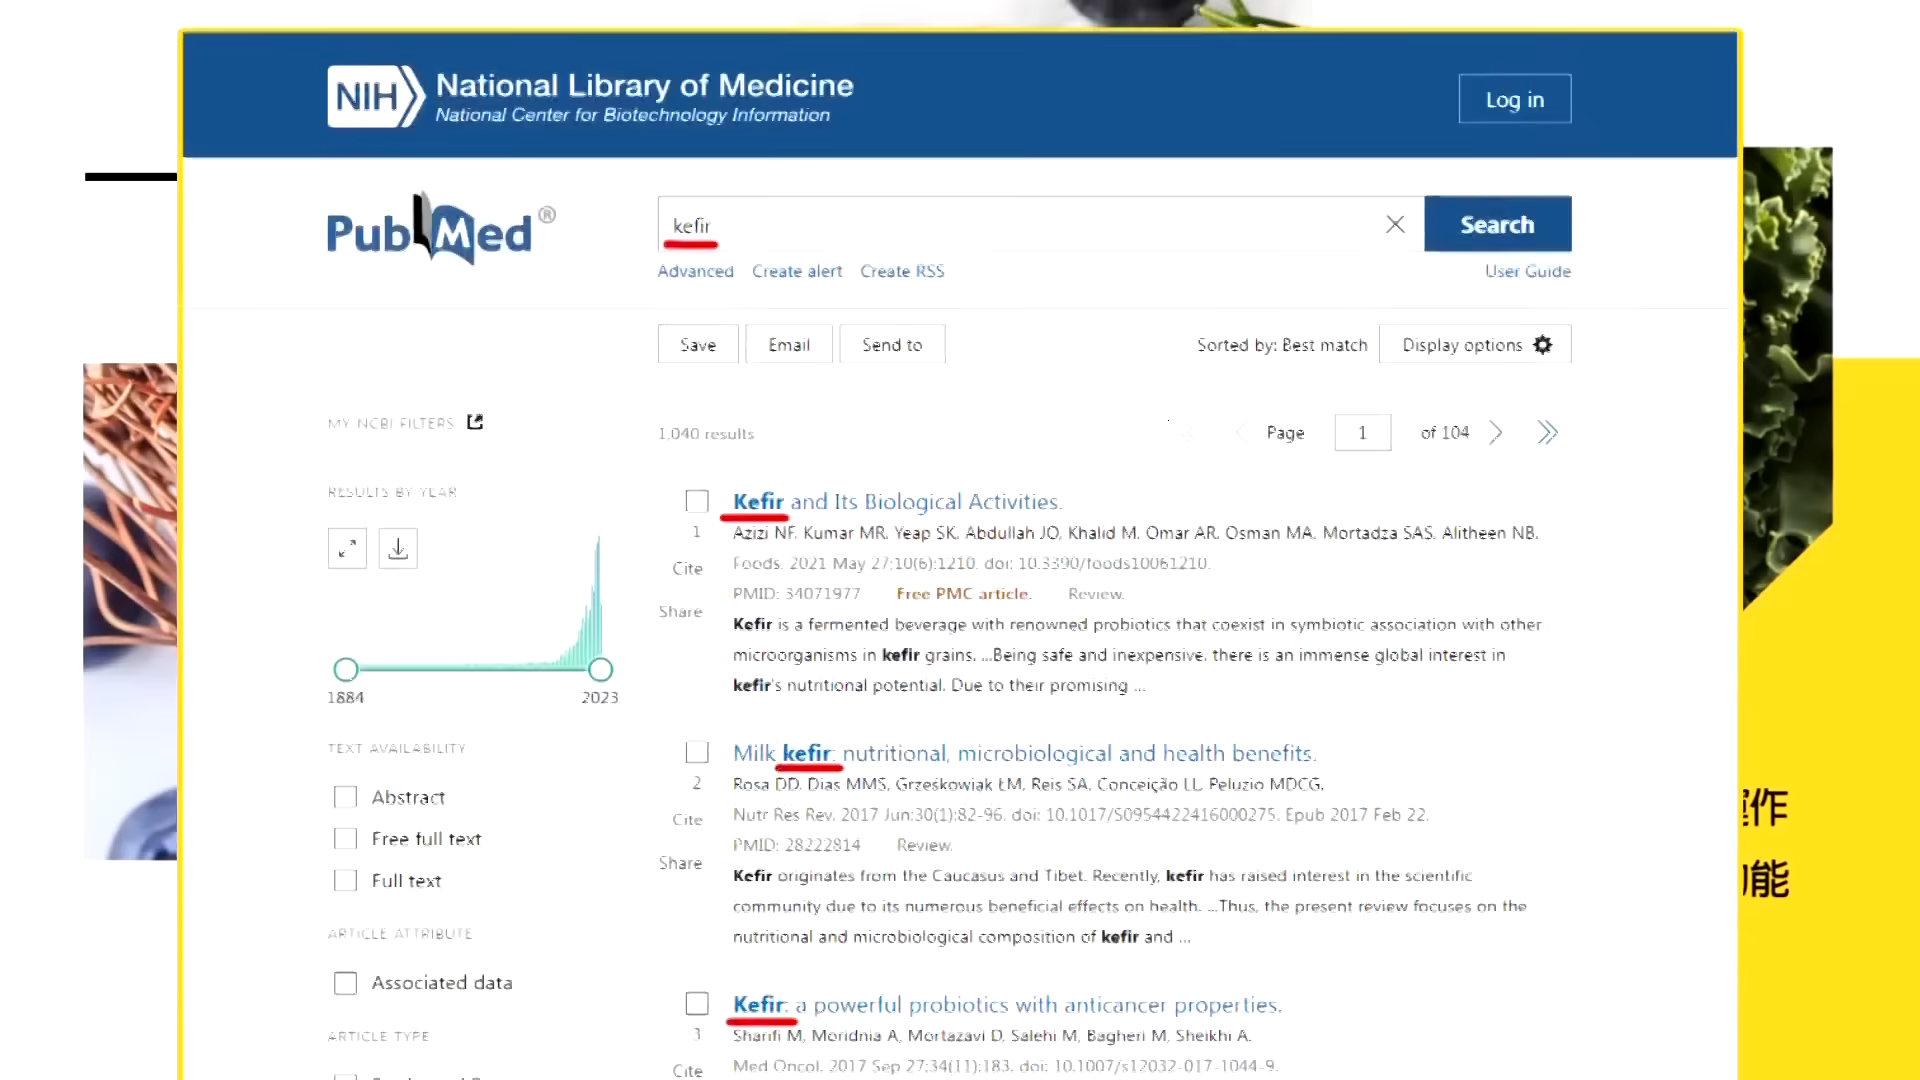 NIH National Library of Medicine
National Center for Biotechnology Information
Log in
PubMed®
kefir
Search
Advanced Create alert Create RSS
User Guide
Save Email Send to
Sorted by: Best match Display options
MY NCBI FILTERS
1,040 results
Page 1 of 104
RESULTS BY YEAR
1884 2023
TEXT AVAILABILITY
Abstract
Free full text
Full text
ARTICLE ATTRIBUTE
Associated data
ARTICLE TYPE
Kefir and Its Biological Activities.
1
Azizi NF, Kumar MR, Yeap SK, Abdullah JO, Khalid M, Omar AR, Osman MA, Mortadza SAS, Alitheen NB.
Cite
Foods. 2021 May 27;10(6):1210. doi: 10.3390/foods10061210.
PMID: 34071977 Free PMC article. Review.
Share
Kefir is a fermented beverage with renowned probiotics that coexist in symbiotic association with other
microorganisms in kefir grains. ...Being safe and inexpensive, there is an immense global interest in
kefir's nutritional potential. Due to their promising ...
Milk kefir: nutritional, microbiological and health benefits.
2
Rosa DD, Dias MMS, Grześkowiak ŁM, Reis SA, Conceição LL, Peluzio MDCG.
Cite
Nutr Res Rev. 2017 Jun;30(1):82-96. doi: 10.1017/S0954422416000275. Epub 2017 Feb 22.
PMID: 28222814 Review.
Share
Kefir originates from the Caucasus and Tibet. Recently, kefir has raised interest in the scientific
community due to its numerous beneficial effects on health. ...Thus, the present review focuses on the
nutritional and microbiological composition of kefir and ...
Kefir: a powerful probiotics with anticancer properties.
3
Sharifi M, Moridnia A, Mortazavi D, Salehi M, Bagheri M, Sheikhi A.
Cite
Med Oncol. 2017 Sep 27;34(11):183. doi: 10.1007/s12032-017-1044-9.
作
能